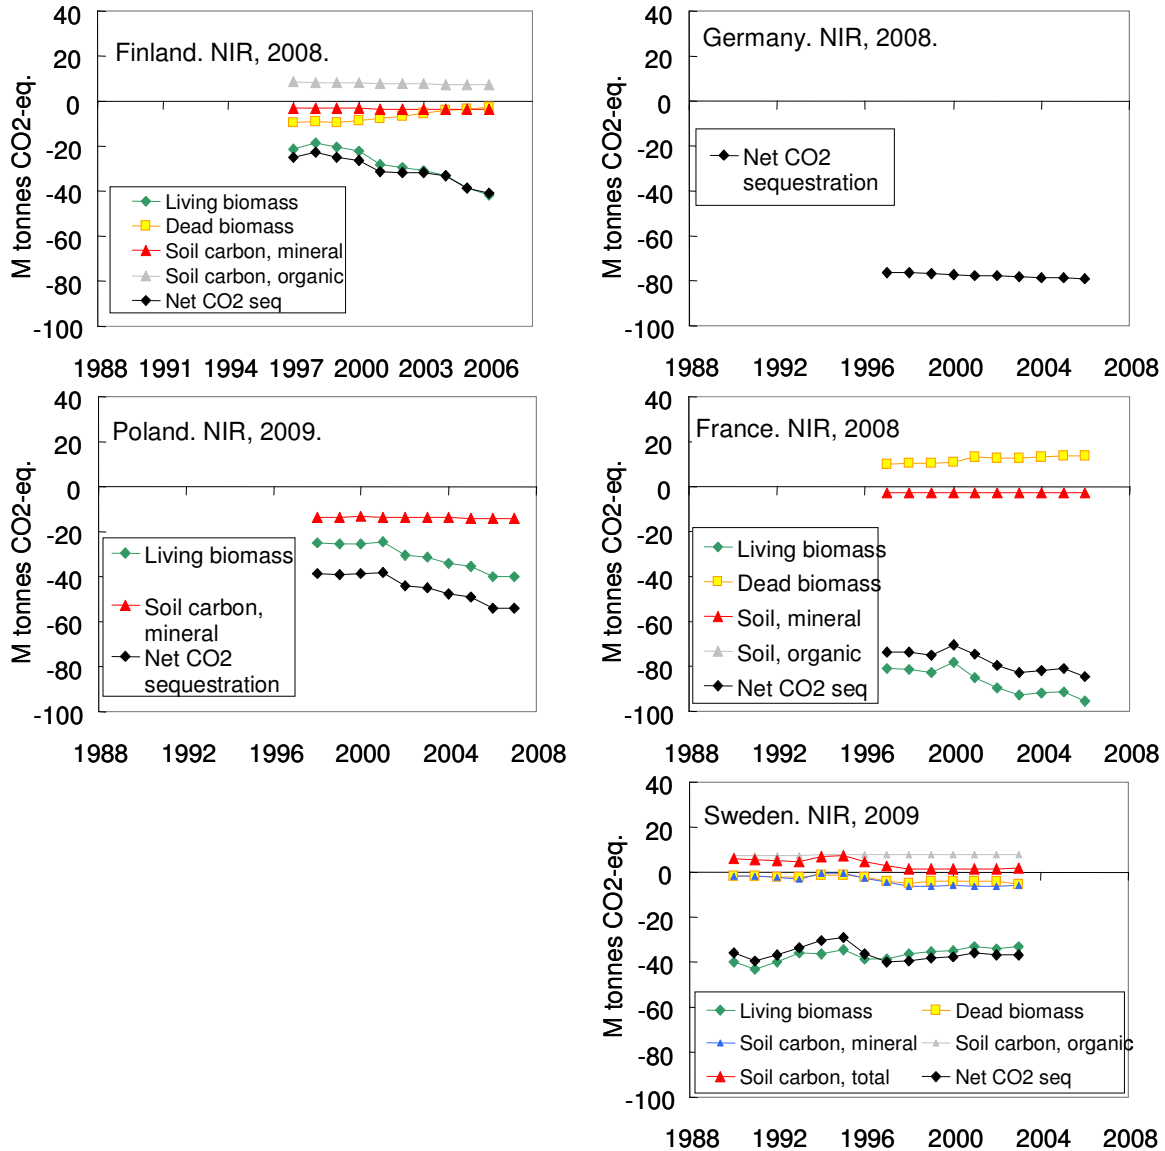 M tonnes CO2-eq.
40
20
0
-20
-40
-60
-80
-100
Finland. NIR, 2008.
Living biomass
Dead biomass
Soil carbon, mineral
Soil carbon, organic
Net CO2 seq
1988 1991 1994 1997 2000 2003 2006
M tonnes CO2-eq.
40
20
0
-20
-40
-60
-80
-100
Germany. NIR, 2008.
Net CO2
sequestration
1988 1992 1996 2000 2004 2008
M tonnes CO2-eq.
40
20
0
-20
-40
-60
-80
-100
Poland. NIR, 2009.
Living biomass
Soil carbon,
mineral
Net CO2
sequestration
1988 1992 1996 2000 2004 2008
M tonnes CO2-eq.
40
20
0
-20
-40
-60
-80
-100
France. NIR, 2008
Living biomass
Dead biomass
Soil, mineral
Soil, organic
Net CO2 seq
1988 1992 1996 2000 2004 2008
M tonnes CO2-eq.
40
20
0
-20
-40
-60
-80
-100
Sweden. NIR, 2009
Living biomass Dead biomass
Soil carbon, mineral Soil carbon, organic
Soil carbon, total Net CO2 seq
1988 1992 1996 2000 2004 2008